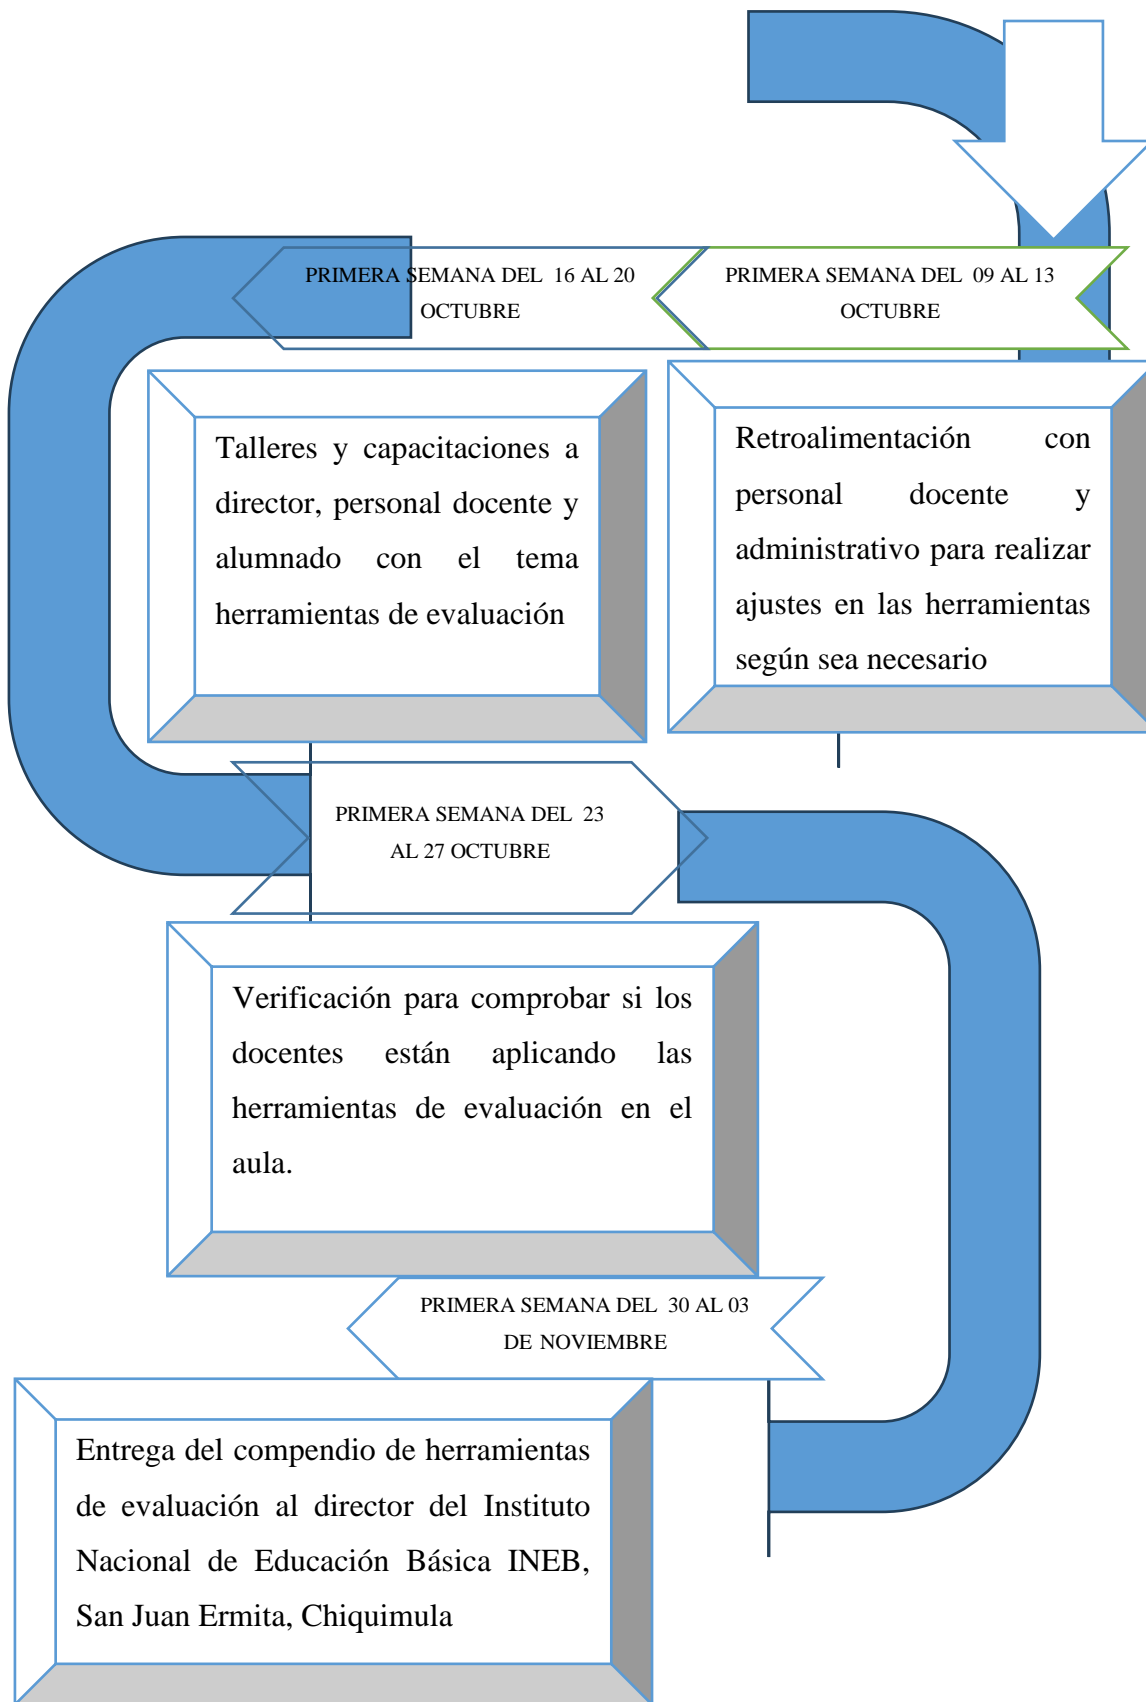 PRIMERA SEMANA DEL 16 AL 20
OCTUBRE
PRIMERA SEMANA DEL 09 AL 13
OCTUBRE
Talleres y capacitaciones a
director, personal docente y
alumnado con el tema
herramientas de evaluación
Retroalimentación con
personal docente y
administrativo para realizar
ajustes en las herramientas
según sea necesario
PRIMERA SEMANA DEL 23
AL 27 OCTUBRE
Verificación para comprobar si los
docentes están aplicando las
herramientas de evaluación en el
aula.
PRIMERA SEMANA DEL 30 AL 03
DE NOVIEMBRE
Entrega del compendio de herramientas
de evaluación al director del Instituto
Nacional de Educación Básica INEB,
San Juan Ermita, Chiquimula